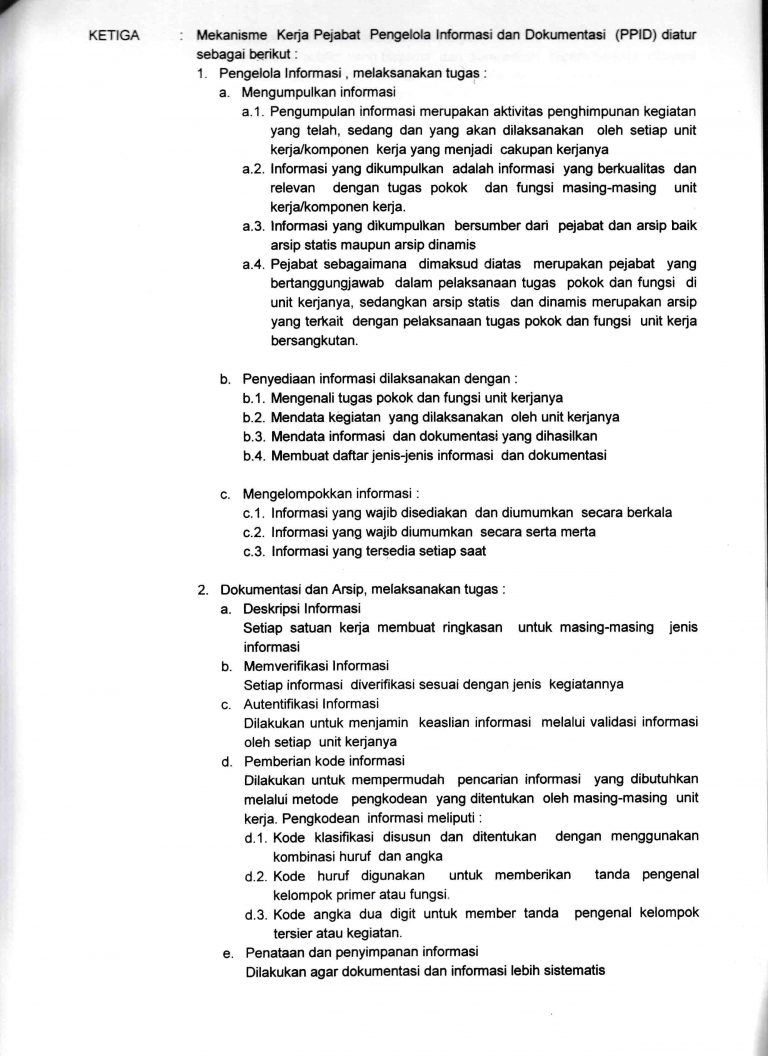 KETIGA : Mekanisme Kerja Pejabat Pengelola Informasi dan Dokumentasi (PPID) diatur
sebagai berikut :
1. Pengelola Informasi , melaksanakan tugas :
a. Mengumpulkan informasi
a.1. Pengumpulan informasi merupakan aktivitas penghimpunan kegiatan
yang telah, sedang dan yang akan dilaksanakan oleh setiap unit
kerja/komponen kerja yang menjadi cakupan kerjanya
a.2. Informasi yang dikumpulkan adalah informasi yang berkualitas dan
relevan dengan tugas pokok dan fungsi masing-masing unit
kerja/komponen kerja.
a.3. Informasi yang dikumpulkan bersumber dari pejabat dan arsip baik
arsip statis maupun arsip dinamis
a.4. Pejabat sebagaimana dimaksud diatas merupakan pejabat yang
bertanggungjawab dalam pelaksanaan tugas pokok dan fungsi di
unit kerjanya, sedangkan arsip statis dan dinamis merupakan arsip
yang terkait dengan pelaksanaan tugas pokok dan fungsi unit kerja
bersangkutan.
b. Penyediaan informasi dilaksanakan dengan :
b.1. Mengenali tugas pokok dan fungsi unit kerjanya
b.2. Mendata kegiatan yang dilaksanakan oleh unit kerjanya
b.3. Mendata informasi dan dokumentasi yang dihasilkan
b.4. Membuat daftar jenis-jenis informasi dan dokumentasi
c. Mengelompokkan informasi :
c.1. Informasi yang wajib disediakan dan diumumkan secara berkala
c.2. Informasi yang wajib diumumkan secara serta merta
c.3. Informasi yang tersedia setiap saat
2. Dokumentasi dan Arsip, melaksanakan tugas :
a. Deskripsi Informasi
Setiap satuan kerja membuat ringkasan untuk masing-masing jenis
informasi
b. Memverifikasi Informasi
Setiap informasi diverifikasi sesuai dengan jenis kegiatannya
c. Autentifikasi Informasi
Dilakukan untuk menjamin keaslian informasi melalui validasi informasi
oleh setiap unit kerjanya
d. Pemberian kode informasi
Dilakukan untuk mempermudah pencarian informasi yang dibutuhkan
melalui metode pengkodean yang ditentukan oleh masing-masing unit
kerja. Pengkodean informasi meliputi :
d.1. Kode klasifikasi disusun dan ditentukan dengan menggunakan
kombinasi huruf dan angka
d.2. Kode huruf digunakan untuk memberikan tanda pengenal
kelompok primer atau fungsi.
d.3. Kode angka dua digit untuk member tanda pengenal kelompok
tersier atau kegiatan.
e. Penataan dan penyimpanan informasi
Dilakukan agar dokumentasi dan informasi lebih sistematis